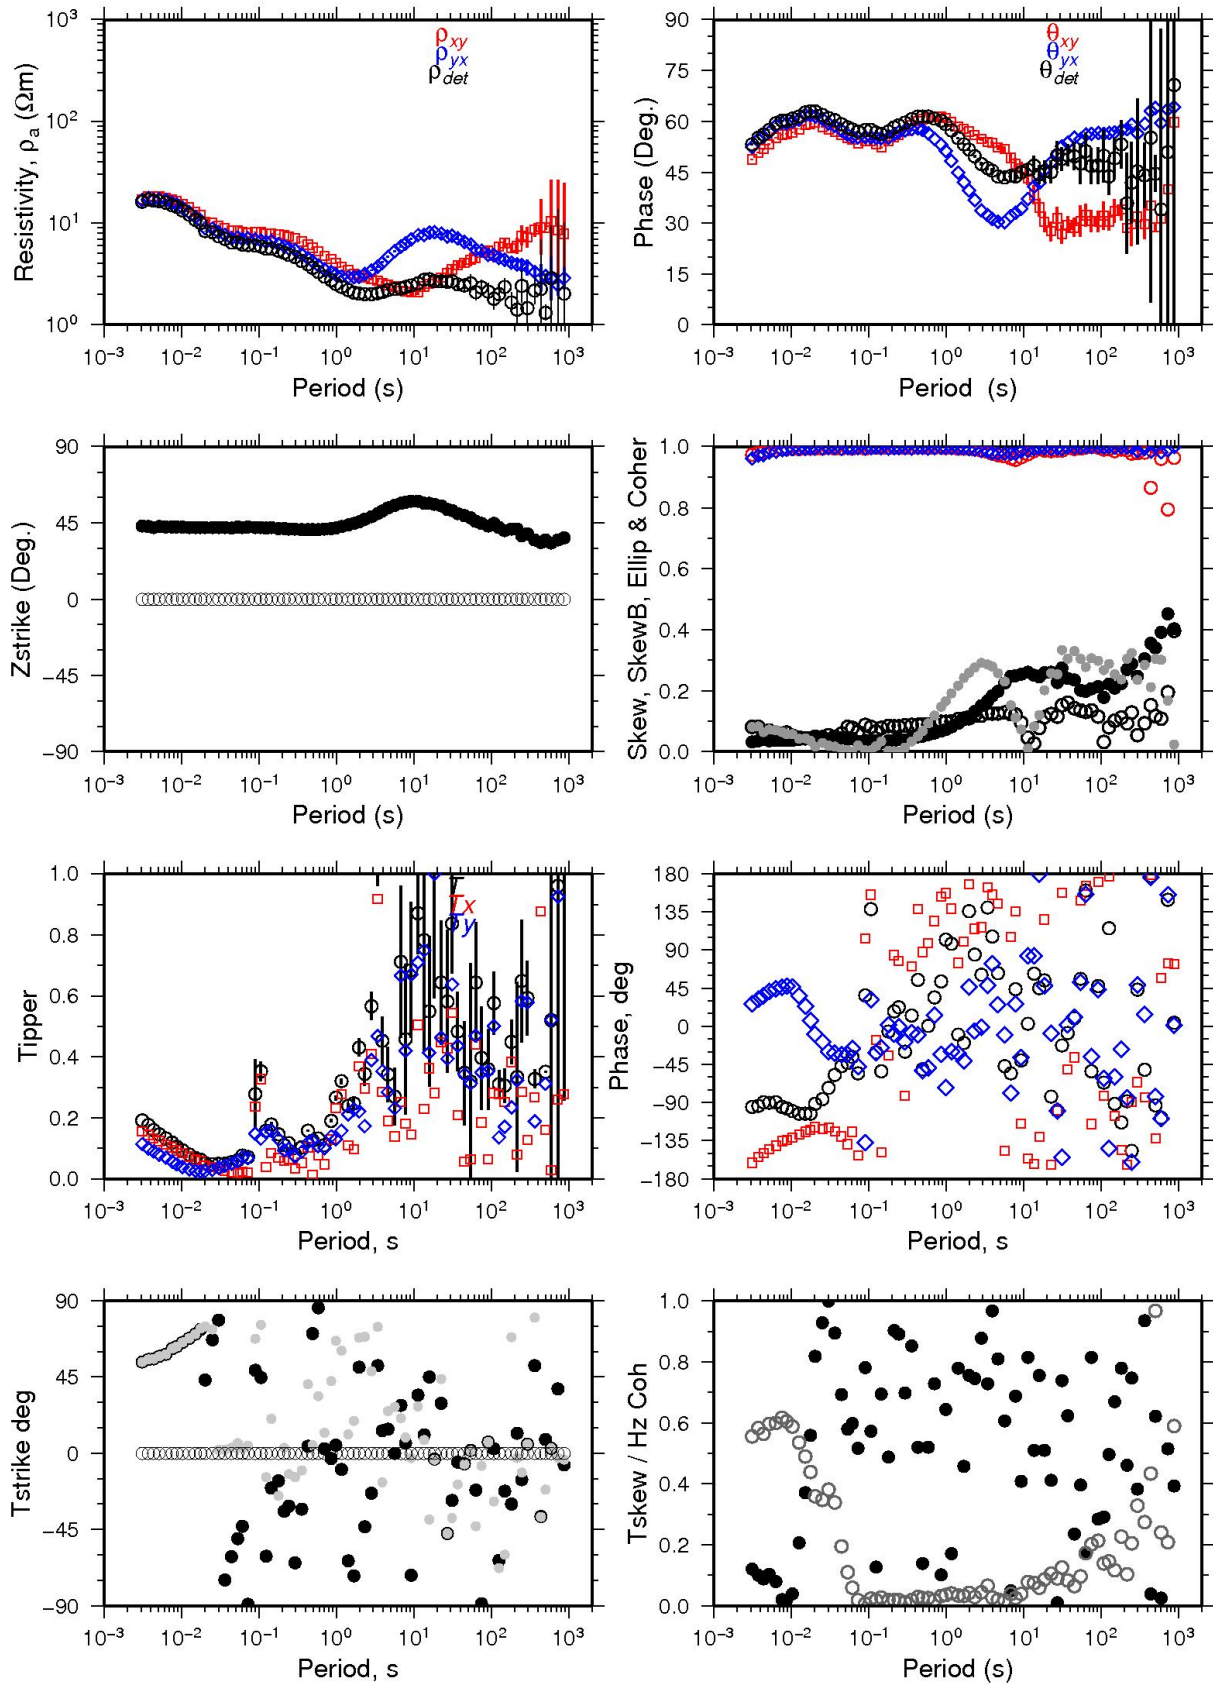 10³
10²
10¹
10⁰
Resistivity, ρa (Ωm)
ρxy
ρyx
ρdet
10⁻³ 10⁻² 10⁻¹ 10⁰ 10¹ 10² 10³
Period (s)
90
75
60
45
30
15
0
Phase (Deg.)
θxy
θyx
θdet
10⁻³ 10⁻² 10⁻¹ 10⁰ 10¹ 10² 10³
Period (s)
90
45
0
−45
−90
Zstrike (Deg.)
10⁻³ 10⁻² 10⁻¹ 10⁰ 10¹ 10² 10³
Period (s)
1.0
0.8
0.6
0.4
0.2
0.0
Skew, SkewB, Ellip & Coher
10⁻³ 10⁻² 10⁻¹ 10⁰ 10¹ 10² 10³
Period (s)
1.0
0.8
0.6
0.4
0.2
0.0
Tipper
T
Tx
Ty
10⁻³ 10⁻² 10⁻¹ 10⁰ 10¹ 10² 10³
Period, s
180
135
90
45
0
−45
−90
−135
−180
Phase, deg
10⁻³ 10⁻² 10⁻¹ 10⁰ 10¹ 10² 10³
Period, s
90
45
0
−45
−90
Tstrike deg
10⁻³ 10⁻² 10⁻¹ 10⁰ 10¹ 10² 10³
Period, s
1.0
0.8
0.6
0.4
0.2
0.0
Tskew / Hz Coh
10⁻³ 10⁻² 10⁻¹ 10⁰ 10¹ 10² 10³
Period (s)